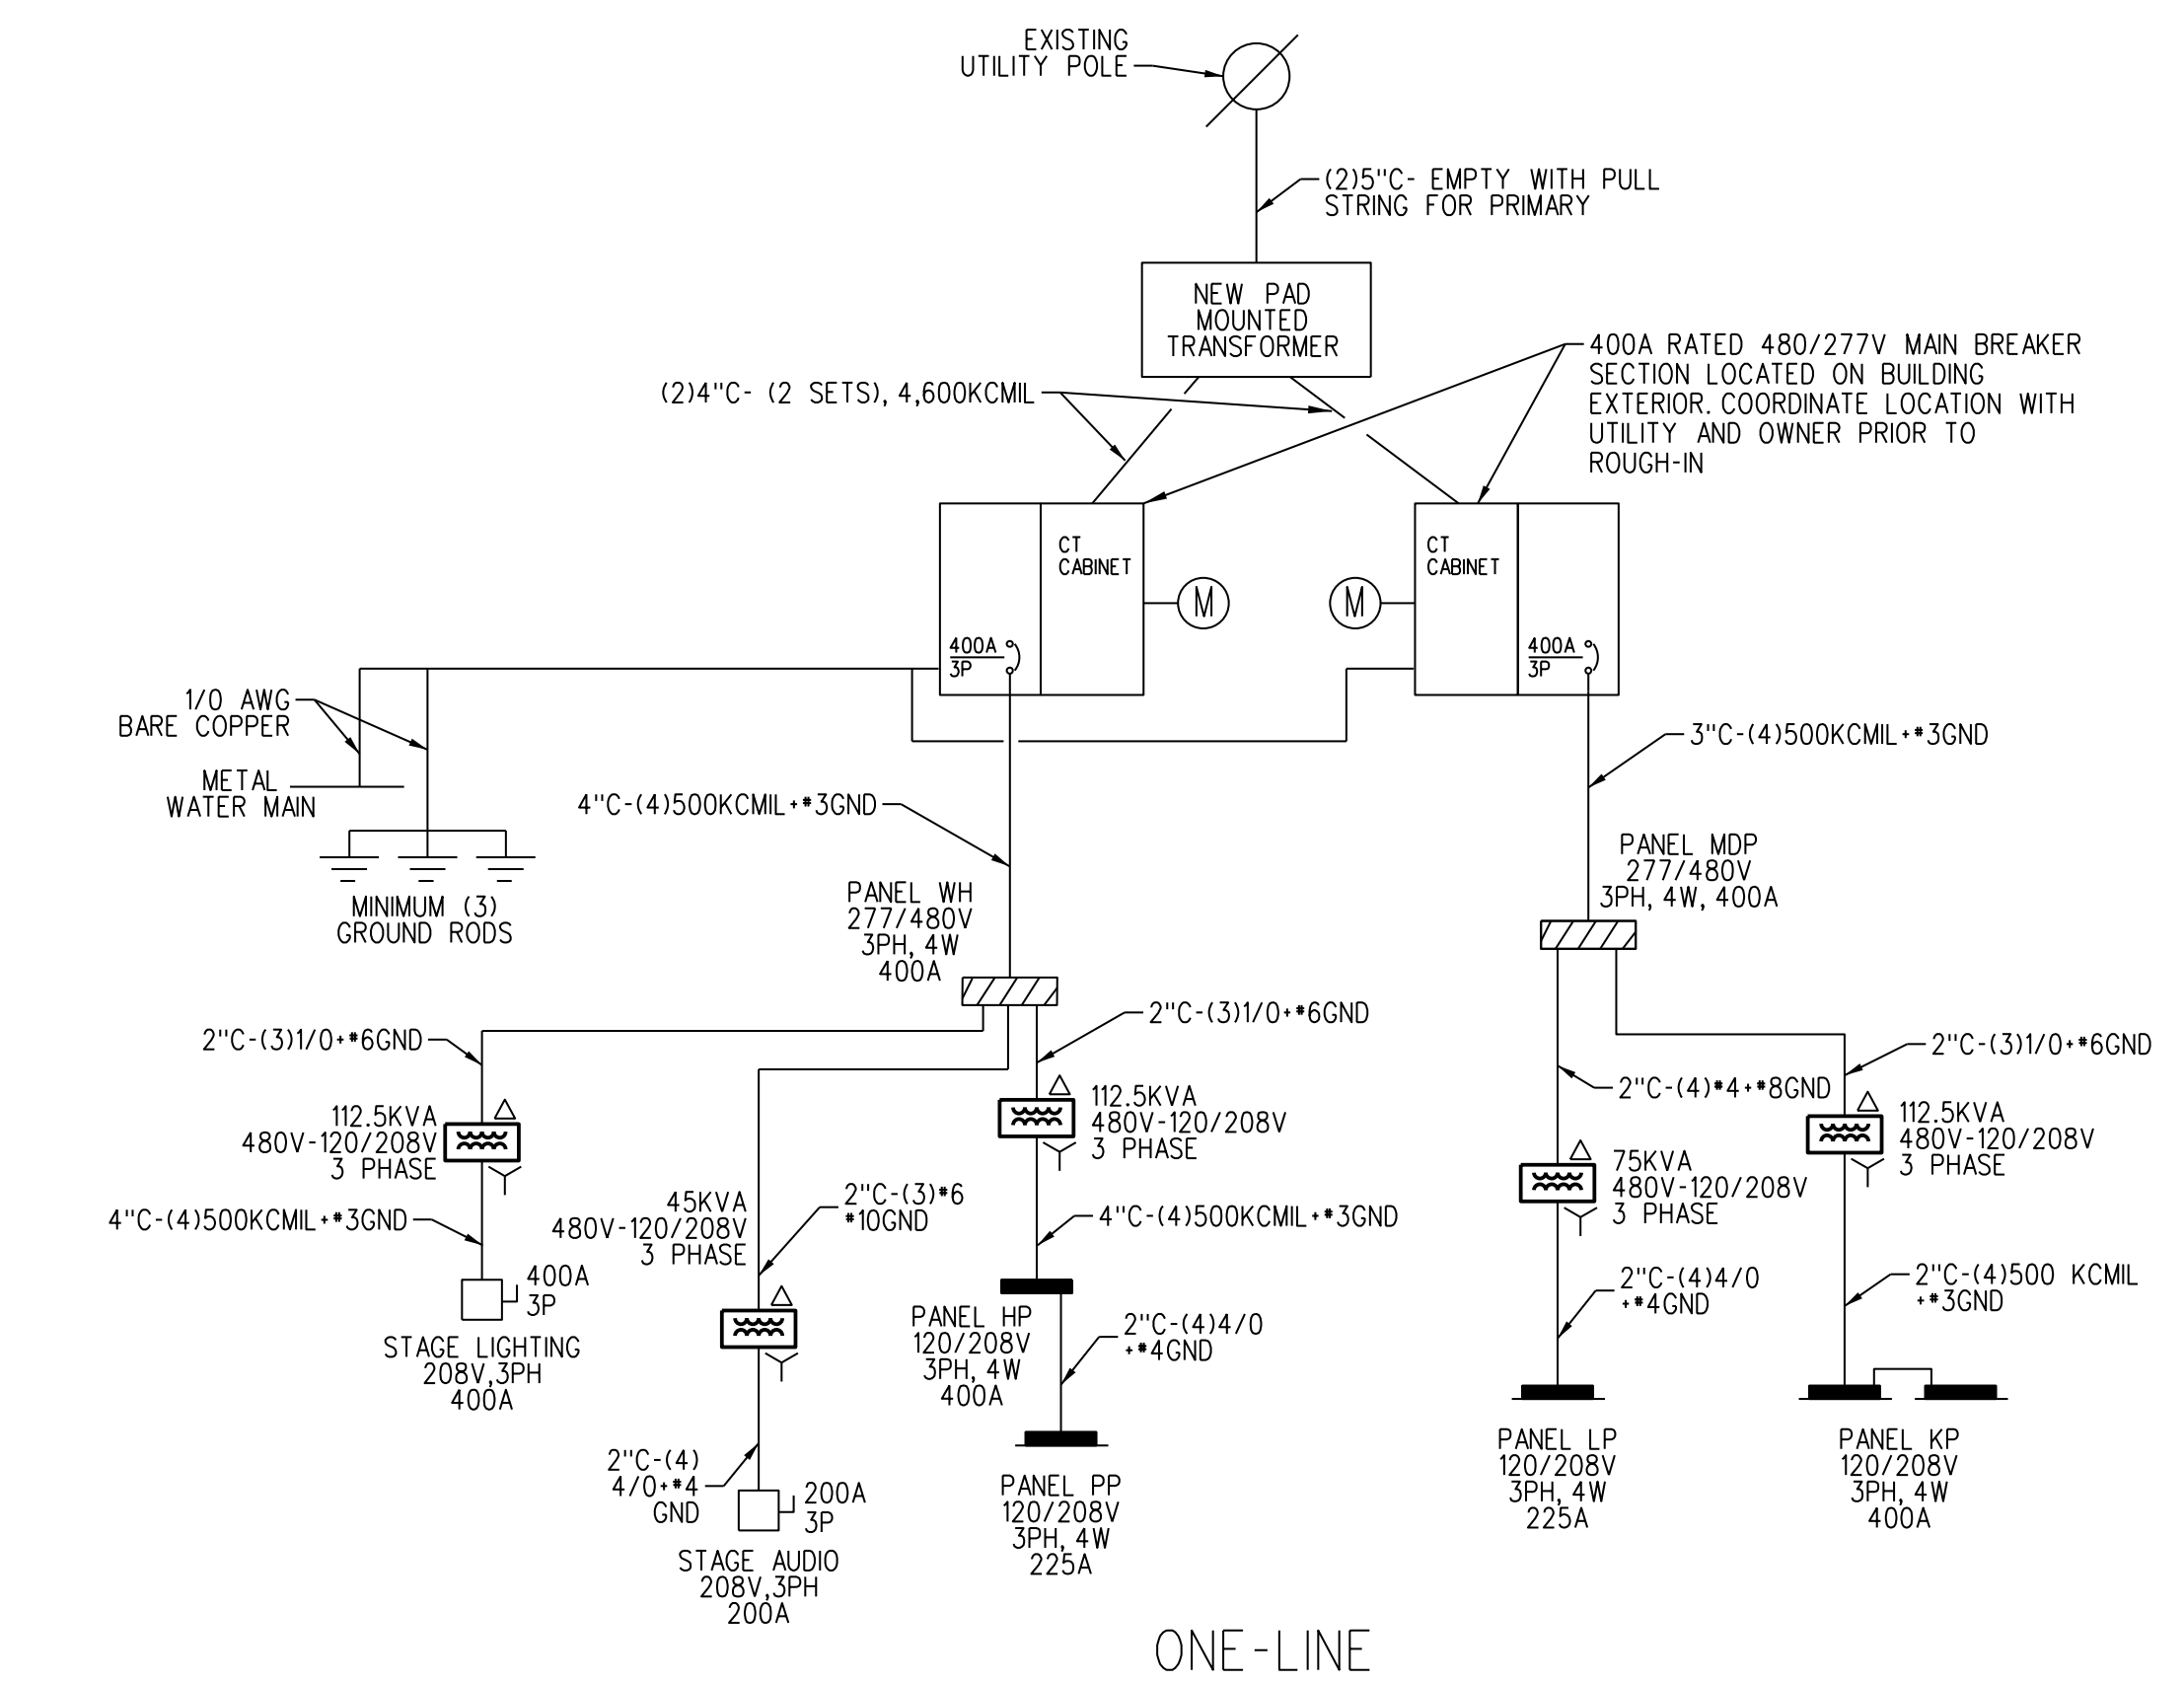 EXISTING
UTILITY POLE
(2)5"C- EMPTY WITH PULL
STRING FOR PRIMARY
NEW PAD
MOUNTED
TRANSFORMER
(2)4"C- (2 SETS), 4,600KCMIL
400A RATED 480/277V MAIN BREAKER
SECTION LOCATED ON BUILDING
EXTERIOR. COORDINATE LOCATION WITH
UTILITY AND OWNER PRIOR TO
ROUGH-IN
CT
CABINET
M
400A
3P
M
CT
CABINET
400A
3P
1/0 AWG
BARE COPPER
METAL
WATER MAIN
MINIMUM (3)
GROUND RODS
4"C-(4)500KCMIL+#3GND
3"C-(4)500KCMIL+#3GND
PANEL WH
277/480V
3PH, 4W
400A
PANEL MDP
277/480V
3PH, 4W, 400A
2"C-(3)1/0+#6GND
112.5KVA
480V-120/208V
3 PHASE
4"C-(4)500KCMIL+#3GND
400A
3P
STAGE LIGHTING
208V,3PH
400A
45KVA
480V-120/208V
3 PHASE
2"C-(3)#6
#10GND
2"C-(4)
4/0+#4
GND
200A
3P
STAGE AUDIO
208V,3PH
200A
2"C-(3)1/0+#6GND
112.5KVA
480V-120/208V
3 PHASE
4"C-(4)500KCMIL+#3GND
PANEL HP
120/208V
3PH, 4W
400A
2"C-(4)4/0
+#4GND
PANEL PP
120/208V
3PH, 4W
225A
2"C-(4)#4+#8GND
75KVA
480V-120/208V
3 PHASE
2"C-(4)4/0
+#4GND
PANEL LP
120/208V
3PH, 4W
225A
2"C-(3)1/0+#6GND
112.5KVA
480V-120/208V
3 PHASE
2"C-(4)500 KCMIL
+#3GND
PANEL KP
120/208V
3PH, 4W
400A
ONE-LINE